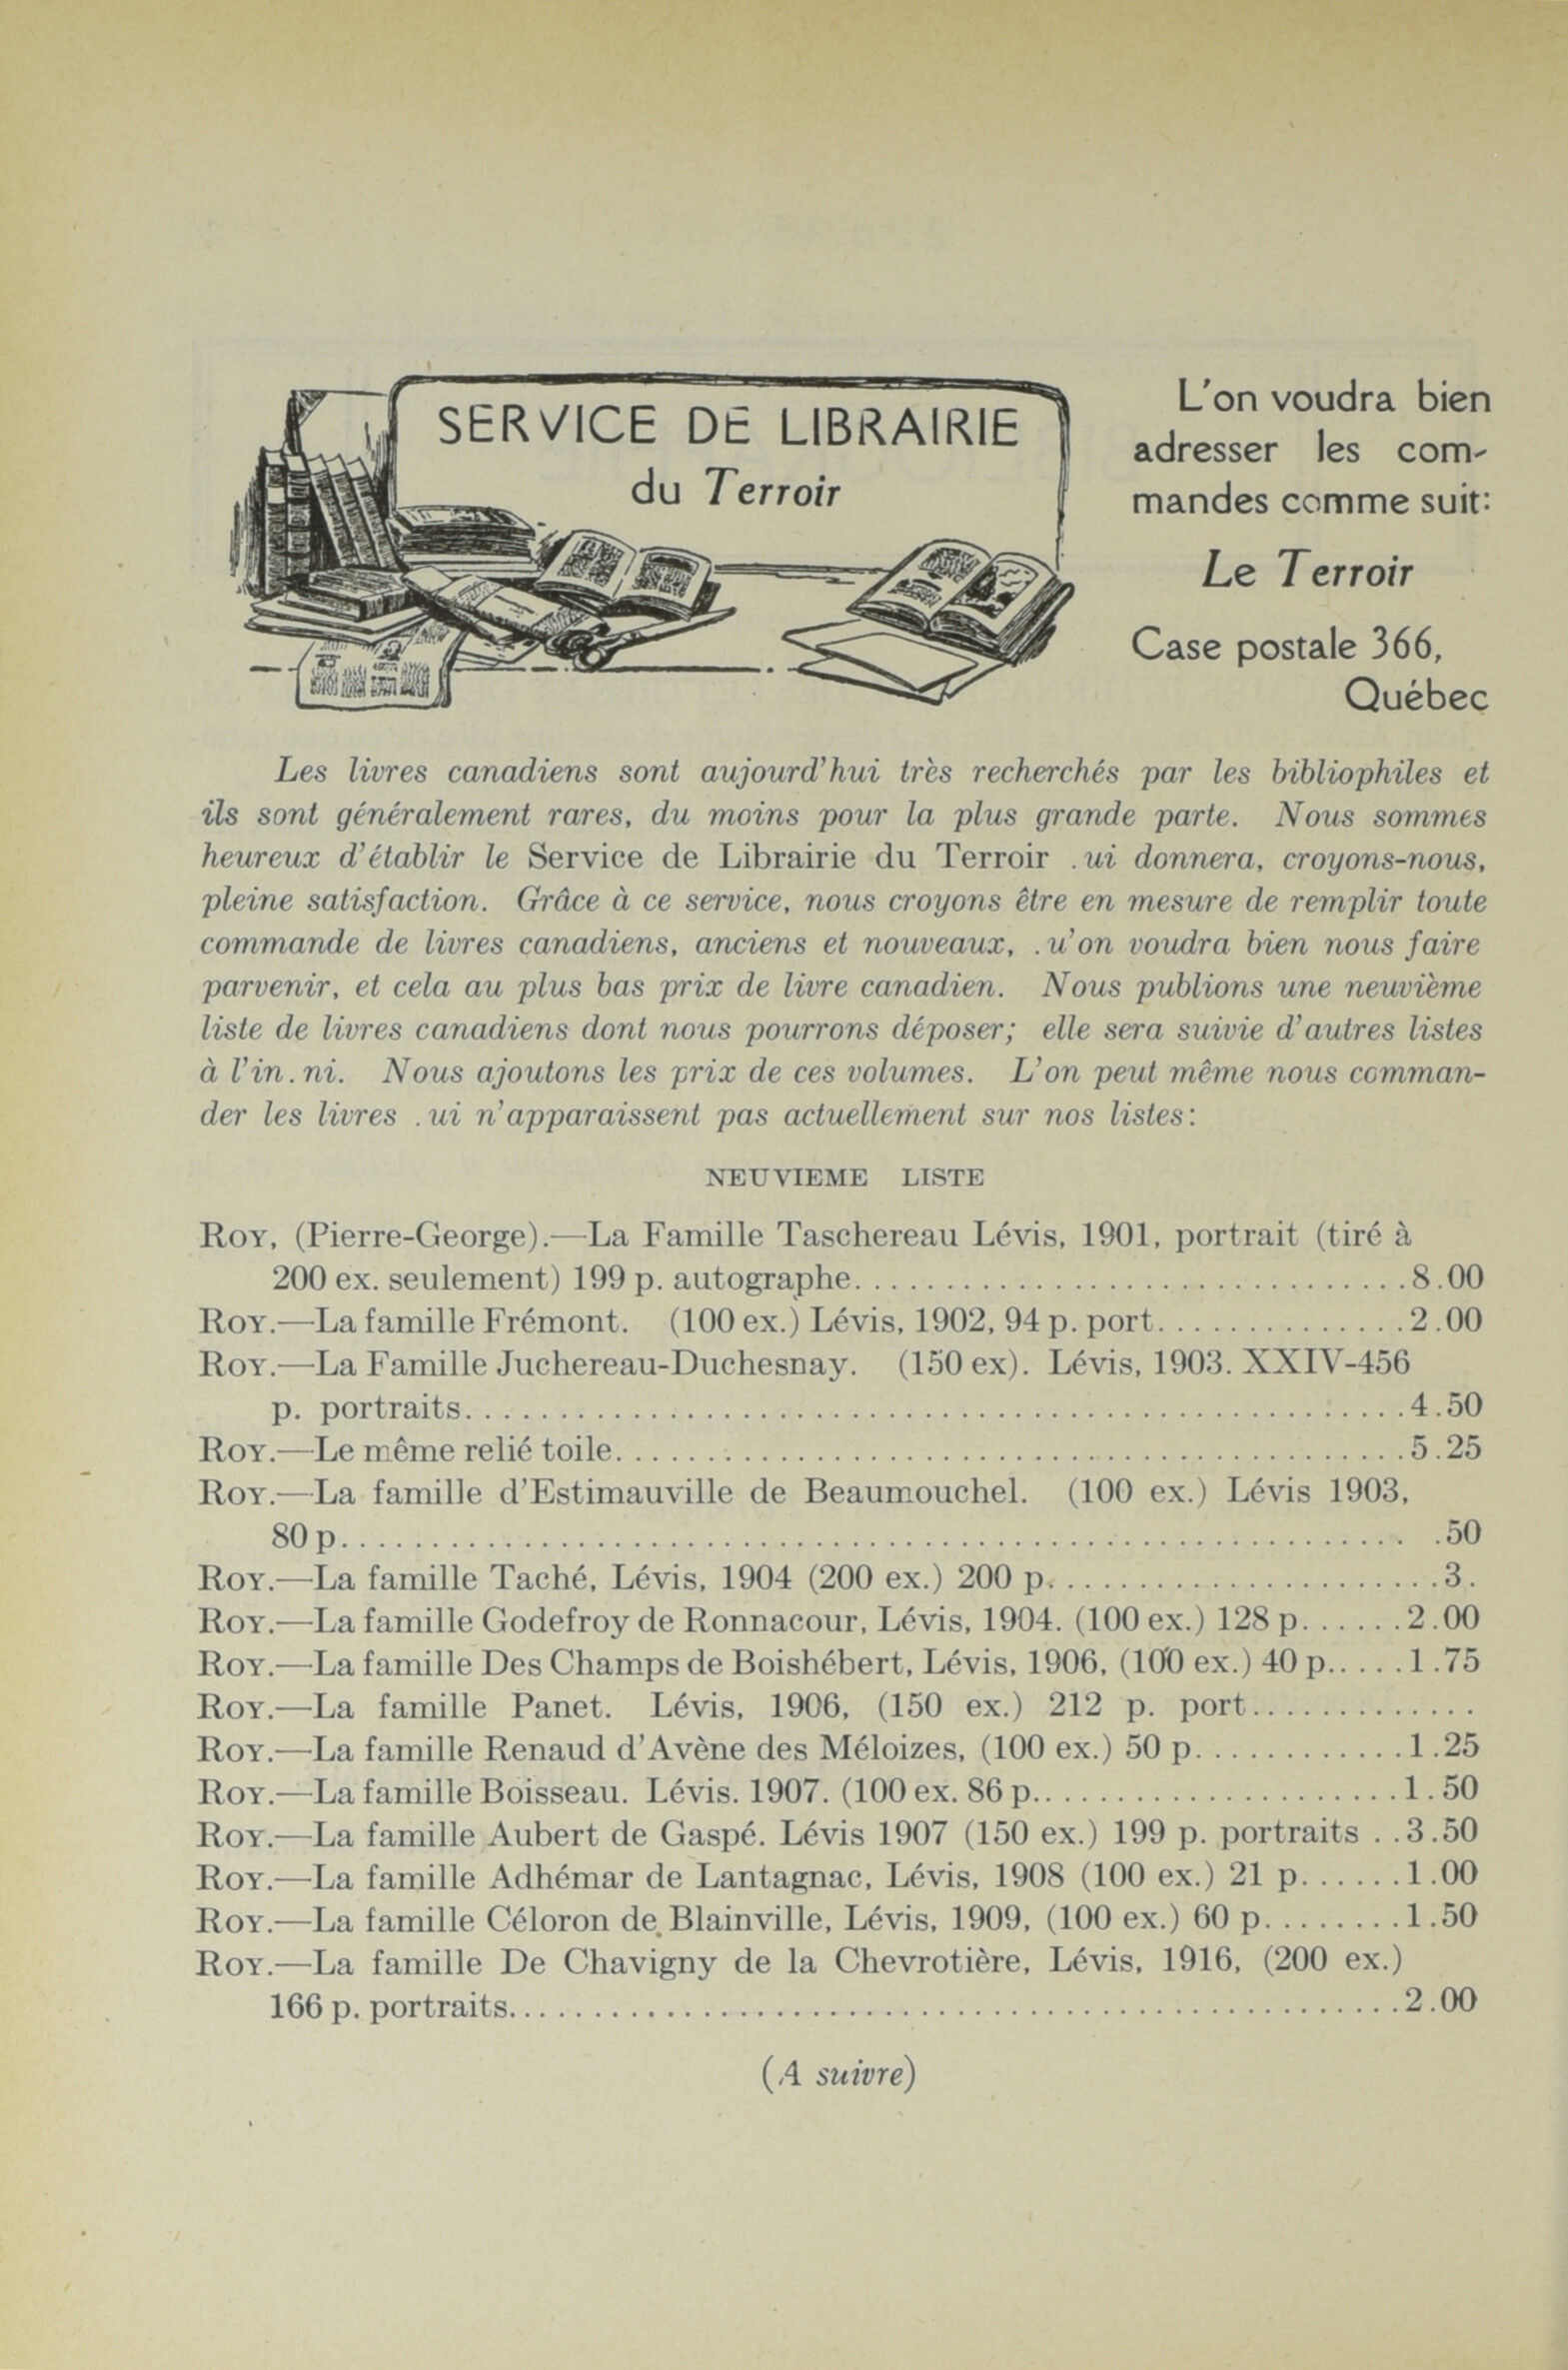 SERVICE DE LIBRAIRIE
du Terroir
L'on voudra bien
adresser les com-
mandes comme suit:
Le Terroir
Case postale 366,
Québec
Les livres canadiens sont aujourd'hui très recherchés par les bibliophiles et
ils sont généralement rares, du moins pour la plus grande parte. Nous sommes
heureux d'établir le Service de Librairie du Terroir .ui donnera, croyons-nous,
pleine satisfaction. Grâce à ce service, nous croyons être en mesure de remplir toute
commande de livres canadiens, anciens et nouveaux, .u'on voudra bien nous faire
parvenir, et cela au plus bas prix de livre canadien. Nous publions une neuvième
liste de livres canadiens dont nous pourrons déposer; elle sera suivie d'autres listes
à l'in.ni. Nous ajoutons les prix de ces volumes. L'on peut même nous comman-
der les livres .ui n'apparaissent pas actuellement sur nos listes:
NEUVIEME LISTE
ROY, (Pierre-George).—La Famille Taschereau Lévis, 1901, portrait (tiré à
200 ex. seulement) 199 p. autographe...............................8.00
ROY.—La famille Frémont. (100 ex.) Lévis, 1902, 94 p. port..............2.00
ROY.—La Famille Juchereau-Duchesnay. (150 ex). Lévis, 1903. XXIV-456
p. portraits....................................................4.50
ROY.—Le même relié toile............................................5.25
ROY.—La famille d'Estimauville de Beaumouchel. (100 ex.) Lévis 1903,
80 p........................................................... .50
ROY.—La famille Taché, Lévis, 1904 (200 ex.) 200 p......................3.
ROY.—La famille Godefroy de Ronnacour, Lévis, 1904. (100 ex.) 128 p......2.00
ROY.—La famille Des Champs de Boishébert, Lévis, 1906, (100 ex.) 40 p.....1.75
ROY.—La famille Panet. Lévis, 1906, (150 ex.) 212 p. port.............
ROY.—La famille Renaud d'Avène des Méloizes, (100 ex.) 50 p............1.25
ROY.—La famille Boisseau. Lévis. 1907. (100 ex. 86 p.....................1.50
ROY.—La famille Aubert de Gaspé. Lévis 1907 (150 ex.) 199 p. portraits ..3.50
ROY.—La famille Adhémar de Lantagnac, Lévis, 1908 (100 ex.) 21 p......1.00
ROY.—La famille Céloron de Blainville, Lévis, 1909, (100 ex.) 60 p........1.50
ROY.—La famille De Chavigny de la Chevrotière, Lévis, 1916, (200 ex.)
166 p. portraits..................................................2.00
(A suivre)